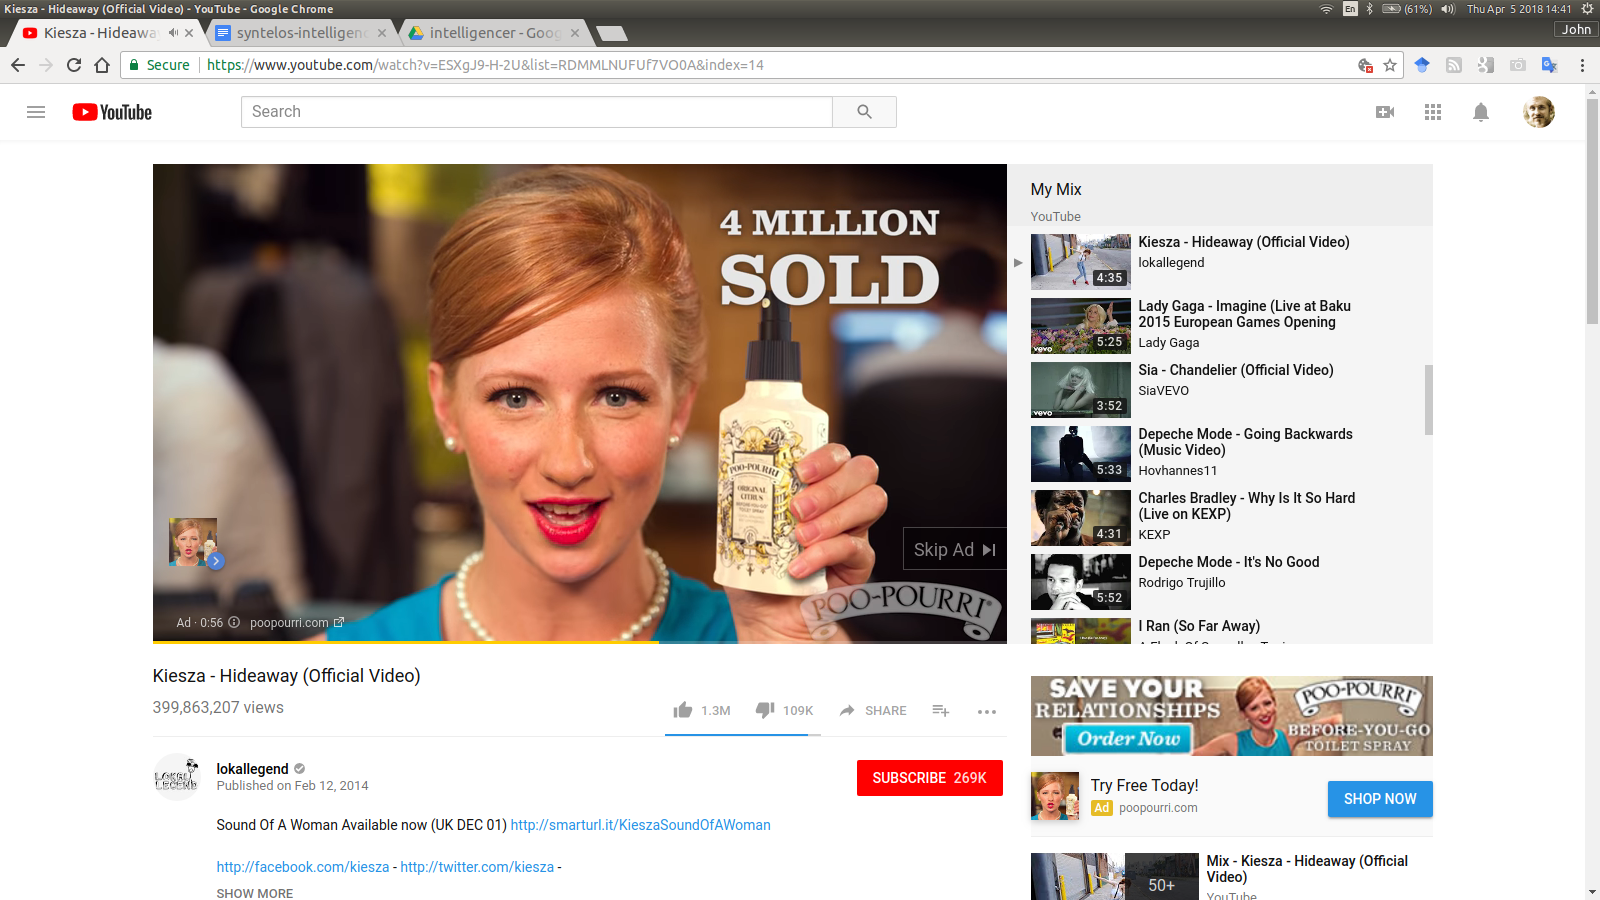 Kiesza - Hideaway (Official Video) - YouTube - Google Chrome
En (61%) Thu Apr 5 2018 14:41
Kiesza - Hideaway syntelos-intelligenc intelligencer - Goog John
Secure https://www.youtube.com/watch?v=ESXgJ9-H-2U&list=RDMMLNUFUf7VO0A&index=14
YouTube Search
4 MILLION
SOLD
POO-POURRI
ORIGINAL
CITRUS
Skip Ad
POO-POURRI
Ad · 0:56 poopourri.com
My Mix
YouTube
Kiesza - Hideaway (Official Video)
lokallegend
4:35
Lady Gaga - Imagine (Live at Baku
2015 European Games Opening
Lady Gaga
vevo 5:25
Sia - Chandelier (Official Video)
SiaVEVO
vevo 3:52
Depeche Mode - Going Backwards
(Music Video)
Hovhannes11
5:33
Charles Bradley - Why Is It So Hard
(Live on KEXP)
KEXP
4:31
Depeche Mode - It's No Good
Rodrigo Trujillo
5:52
I Ran (So Far Away)
Kiesza - Hideaway (Official Video)
399,863,207 views
1.3M 109K SHARE
LOKAL
LEGEND
lokallegend
Published on Feb 12, 2014
SUBSCRIBE 269K
Sound Of A Woman Available now (UK DEC 01) http://smarturl.it/KieszaSoundOfAWoman
http://facebook.com/kiesza - http://twitter.com/kiesza -
SHOW MORE
SAVE YOUR
RELATIONSHIPS
Order Now
POO-POURRI
BEFORE-YOU-GO
TOILET SPRAY
Try Free Today!
Ad poopourri.com
SHOP NOW
50+
Mix - Kiesza - Hideaway (Official
Video)
YouTube